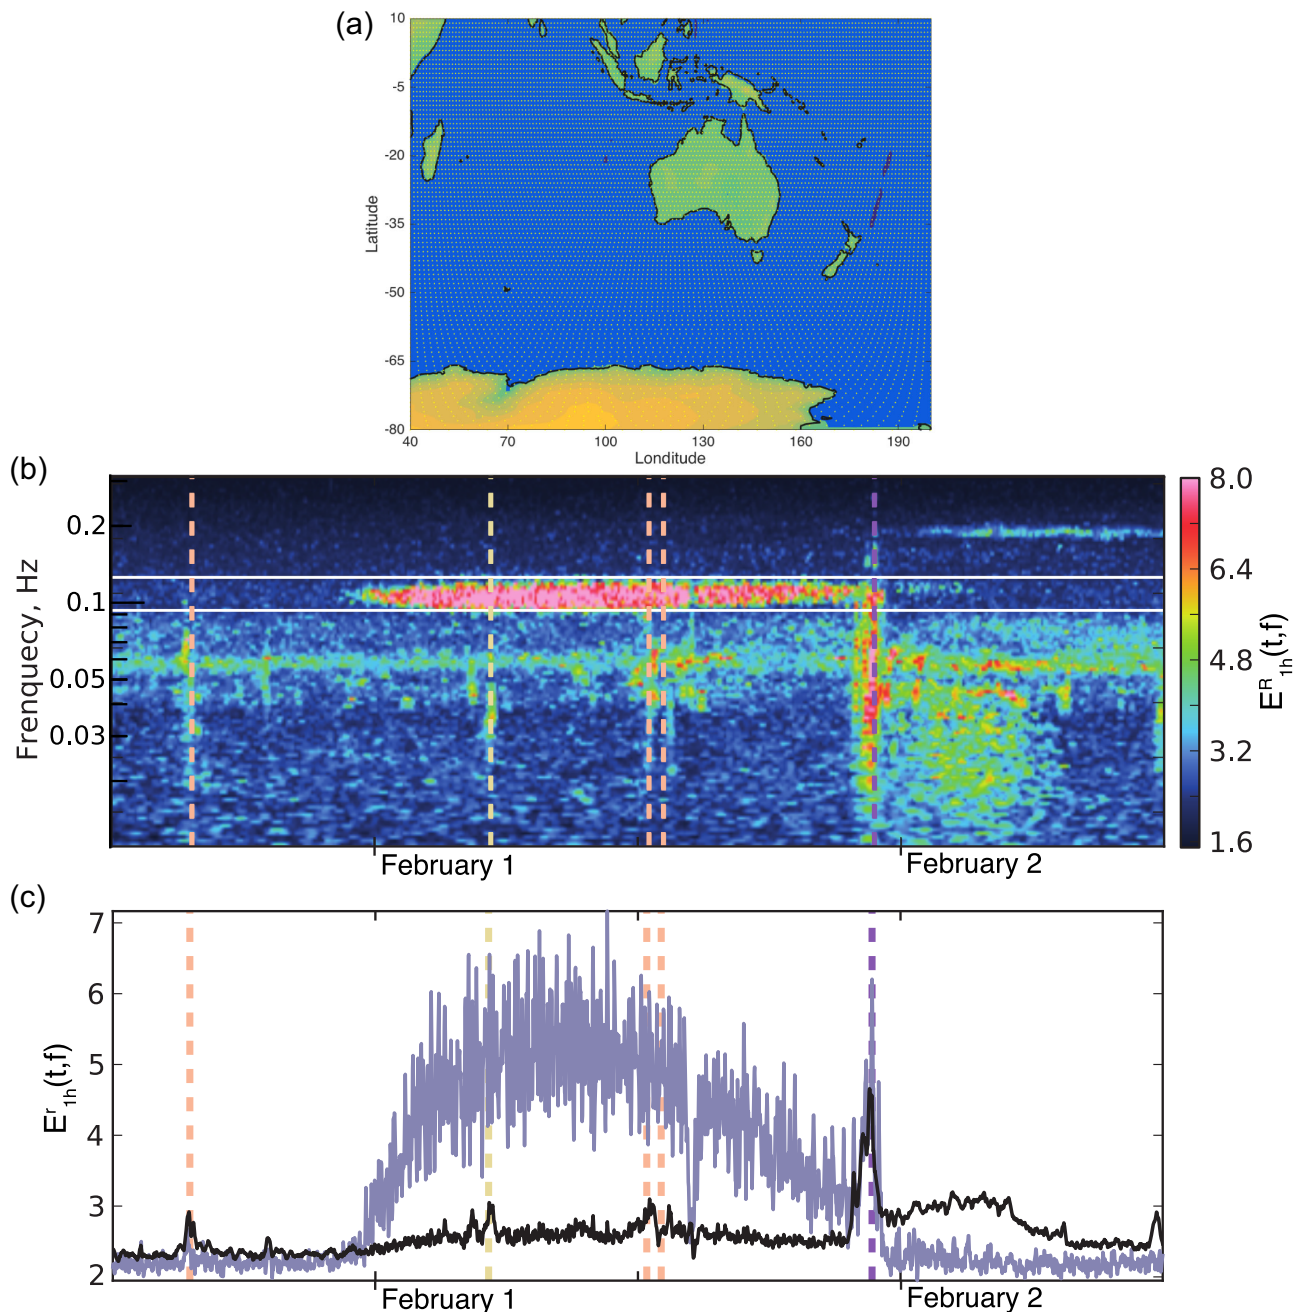 (a)
10
-5
-20
-35
-50
-65
-80
Latitude
40 70 100 130 160 190
Londitude
(b)
0.2
0.1
0.05
0.03
Frenquecy, Hz
February 1 February 2
8.0
6.4
4.8
3.2
1.6
E^R_1h(t,f)
(c)
7
6
5
4
3
2
E^r_1h(t,f)
February 1 February 2